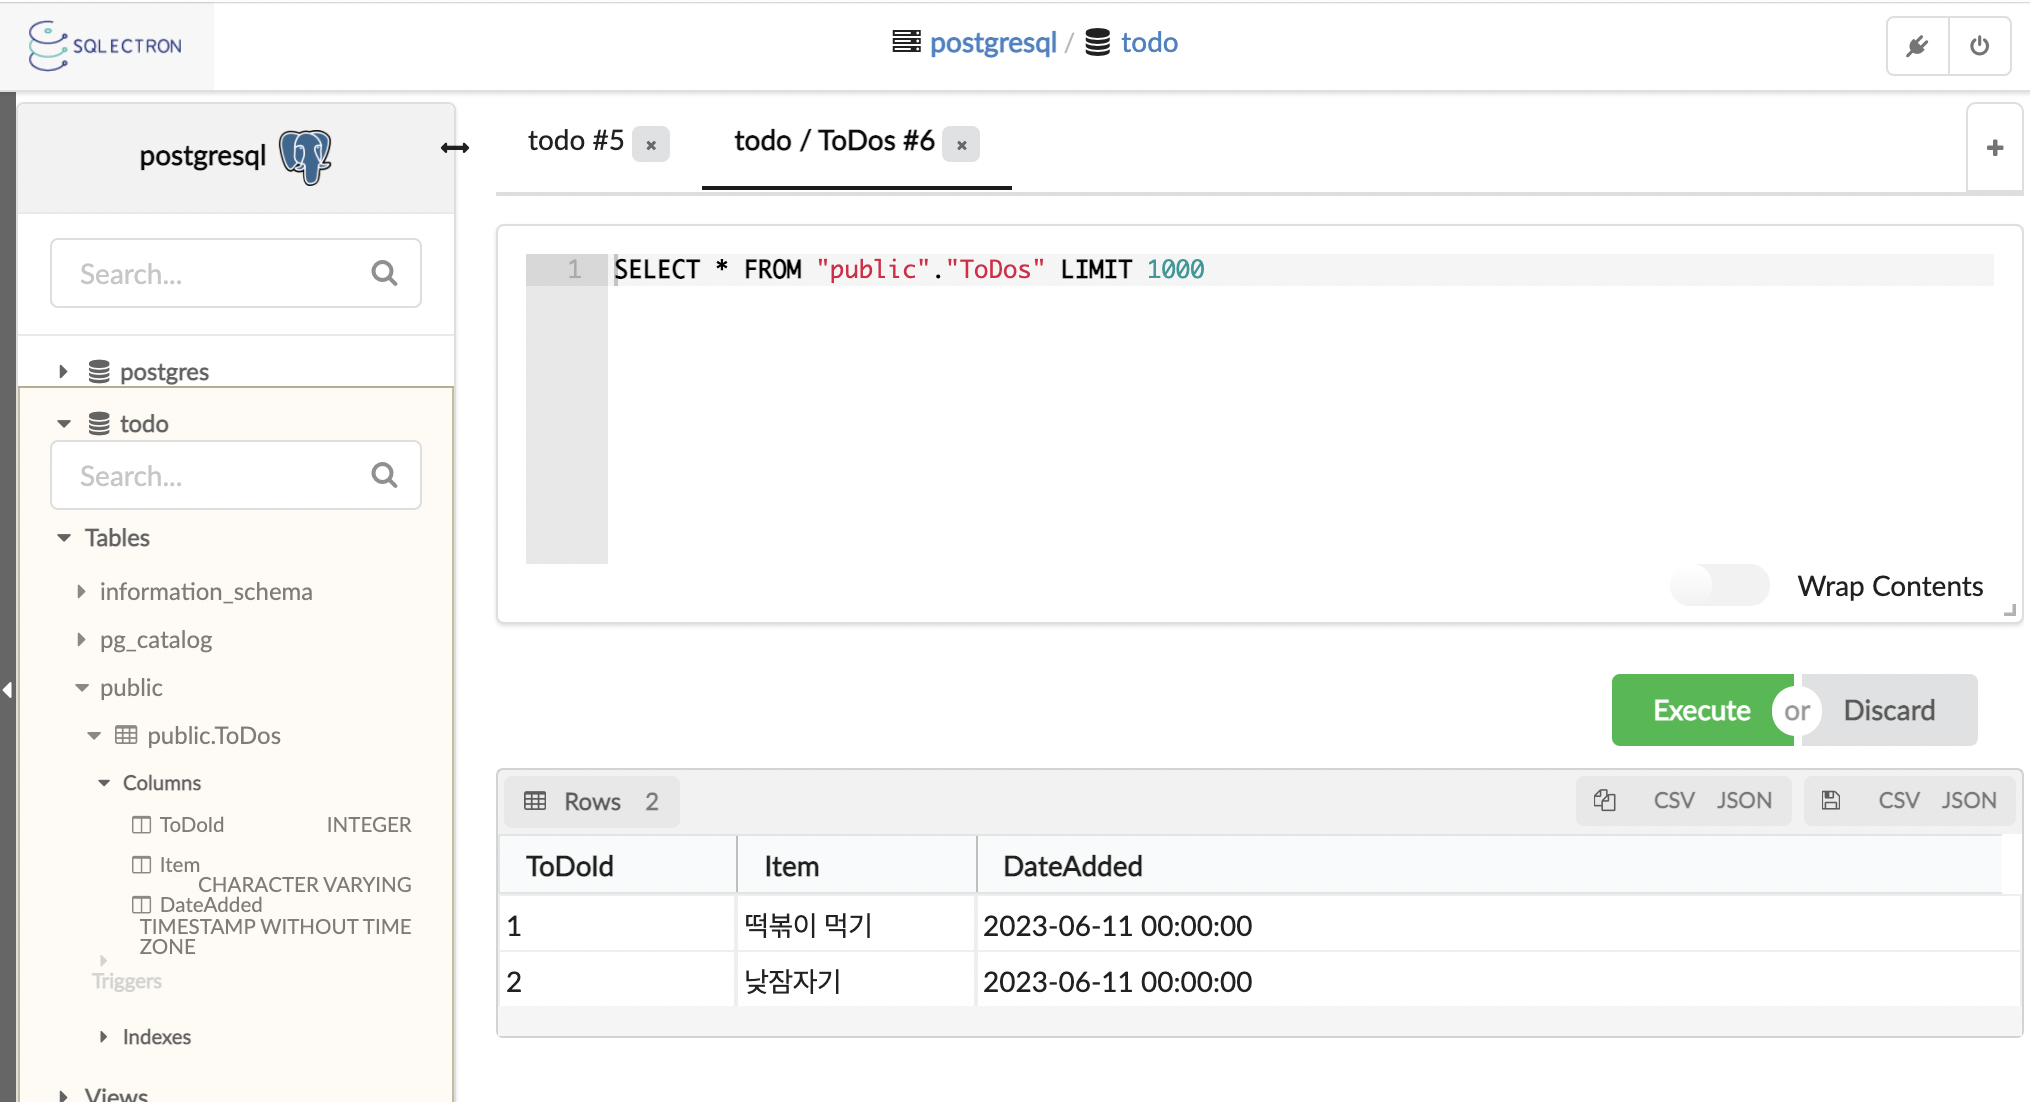 SQLECTRON
postgresql / todo
postgresql
Search...
postgres
todo
Search...
Tables
information_schema
pg_catalog
public
public.ToDos
Columns
ToDoId INTEGER
Item
CHARACTER VARYING
DateAdded
TIMESTAMP WITHOUT TIME
ZONE
Triggers
Indexes
Views
todo #5 ×
todo / ToDos #6 ×
+
1 SELECT * FROM "public"."ToDos" LIMIT 1000
Wrap Contents
Execute or Discard
Rows 2 CSV JSON CSV JSON
ToDoId Item DateAdded
1 떡볶이 먹기 2023-06-11 00:00:00
2 낮잠자기 2023-06-11 00:00:00